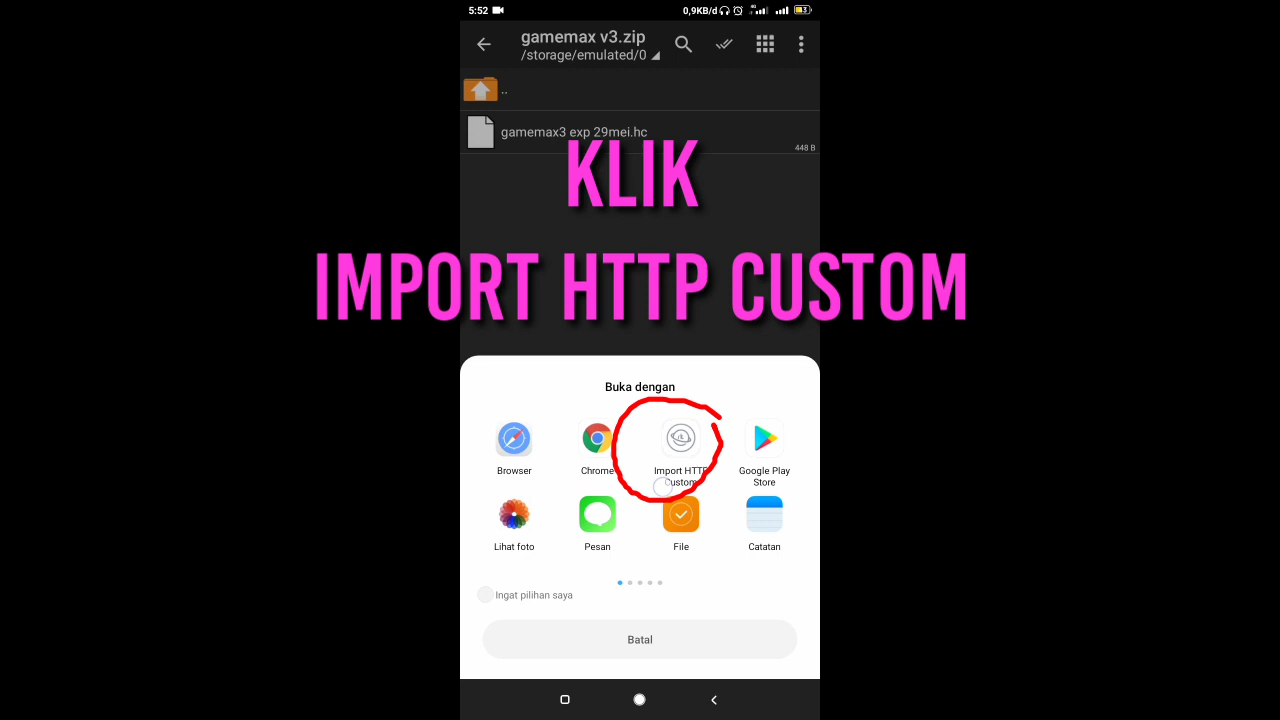 5:52
0,9KB/d
4G
gamemax v3.zip
/storage/emulated/0
..
gamemax3 exp 29mei.hc
448 B
KLIK
IMPORT HTTP CUSTOM
Buka dengan
Browser
Chrome
Import HTTP
Custom
Google Play
Store
Lihat foto
Pesan
File
Catatan
Ingat pilihan saya
Batal